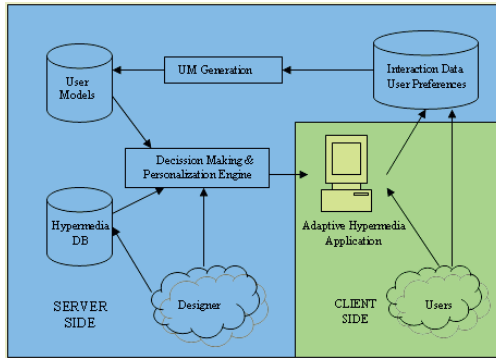 User
Models
UM Generation
Interaction Data
User Preferences
Decission Making &
Personalization Engine
Hypermedia
DB
Adaptive Hypermedia
Application
SERVER
SIDE
Designer
CLIENT
SIDE
Users